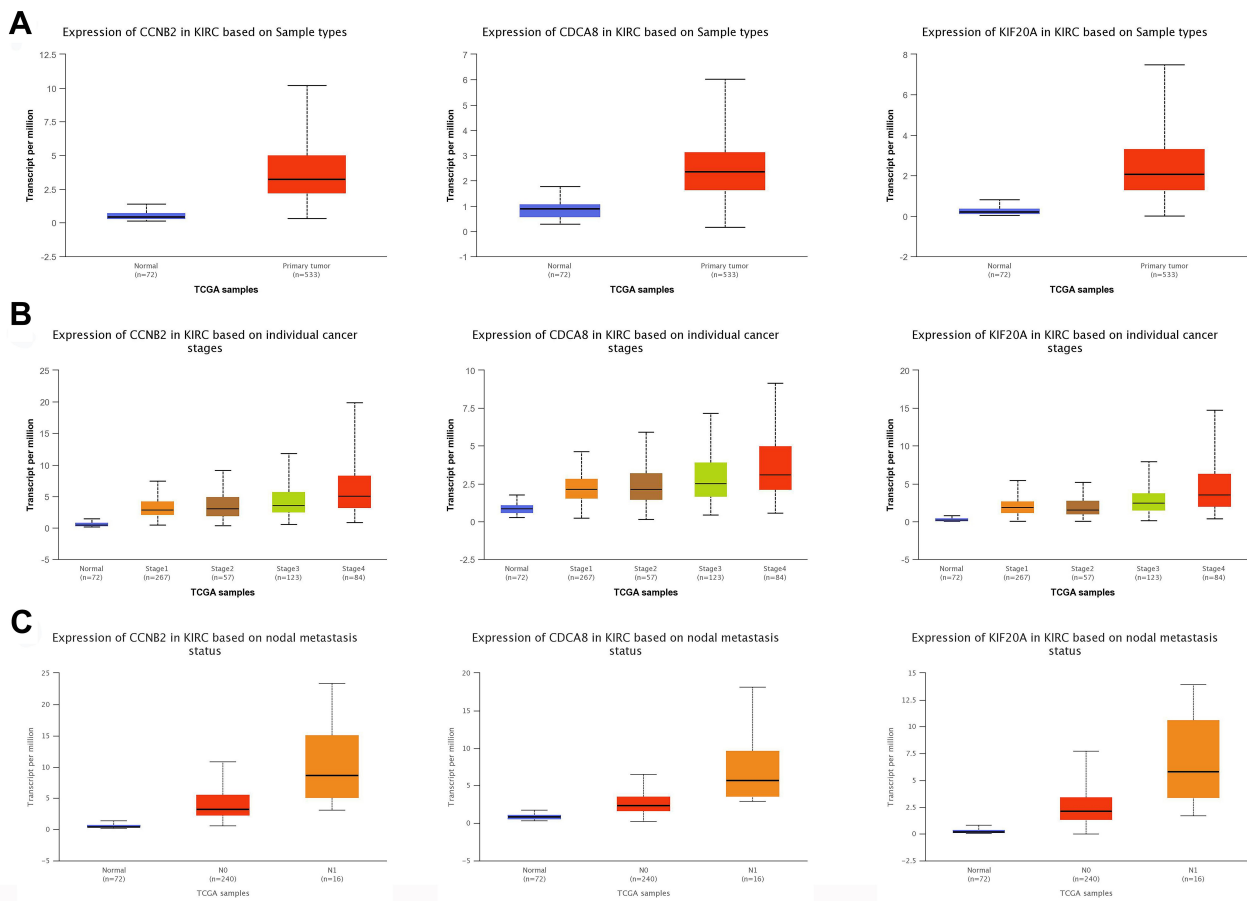 A
Expression of CCNB2 in KIRC based on Sample types
12.5
10
7.5
5
2.5
0
-2.5
Transcript per million
Normal
(n=72)
Primary tumor
(n=533)
TCGA samples
Expression of CDCA8 in KIRC based on Sample types
7
6
5
4
3
2
1
0
-1
Transcript per million
Normal
(n=72)
Primary tumor
(n=533)
TCGA samples
Expression of KIF20A in KIRC based on Sample types
8
6
4
2
0
-2
Transcript per million
Normal
(n=72)
Primary tumor
(n=533)
TCGA samples
B
Expression of CCNB2 in KIRC based on individual cancer
stages
25
20
15
10
5
0
-5
Transcript per million
Normal
(n=72)
Stage1
(n=267)
Stage2
(n=57)
Stage3
(n=123)
Stage4
(n=84)
TCGA samples
Expression of CDCA8 in KIRC based on individual cancer
stages
10
7.5
5
2.5
0
-2.5
Transcript per million
Normal
(n=72)
Stage1
(n=267)
Stage2
(n=57)
Stage3
(n=123)
Stage4
(n=84)
TCGA samples
Expression of KIF20A in KIRC based on individual cancer
stages
20
15
10
5
0
-5
Transcript per million
Normal
(n=72)
Stage1
(n=267)
Stage2
(n=57)
Stage3
(n=123)
Stage4
(n=84)
TCGA samples
C
Expression of CCNB2 in KIRC based on nodal metastasis
status
25
20
15
10
5
0
-5
Transcript per million
Normal
(n=72)
N0
(n=240)
N1
(n=16)
TCGA samples
Expression of CDCA8 in KIRC based on nodal metastasis
status
20
15
10
5
0
-5
Transcript per million
Normal
(n=72)
N0
(n=240)
N1
(n=16)
TCGA samples
Expression of KIF20A in KIRC based on nodal metastasis
status
15
12.5
10
7.5
5
2.5
0
-2.5
Transcript per million
Normal
(n=72)
N0
(n=240)
N1
(n=16)
TCGA samples